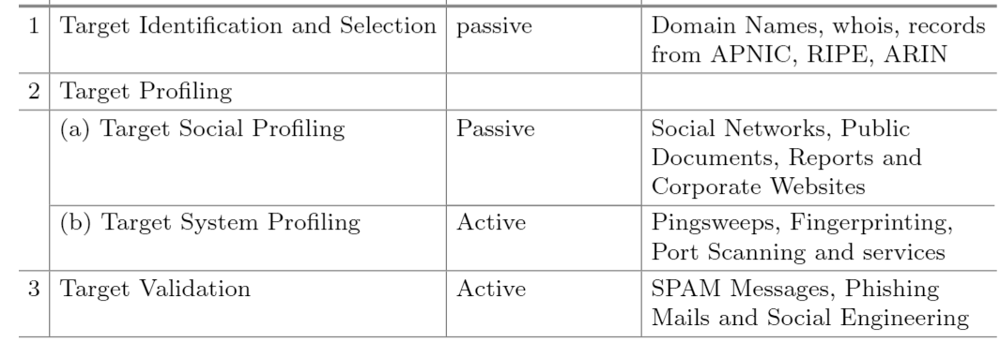 1 Target Identification and Selection passive Domain Names, whois, records
from APNIC, RIPE, ARIN
2 Target Profiling
(a) Target Social Profiling Passive Social Networks, Public
Documents, Reports and
Corporate Websites
(b) Target System Profiling Active Pingsweeps, Fingerprinting,
Port Scanning and services
3 Target Validation Active SPAM Messages, Phishing
Mails and Social Engineering